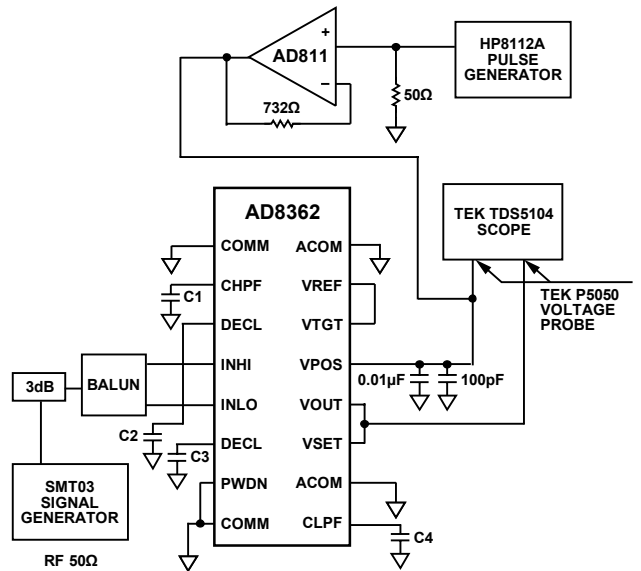 +
AD811
–
HP8112A
PULSE
GENERATOR
732Ω
50Ω
AD8362
TEK TDS5104
SCOPE
TEK P5050
VOLTAGE
PROBE
COMM
ACOM
CHPF
VREF
C1
DECL
VTGT
INHI
VPOS
0.01µF
100pF
3dB
BALUN
INLO
VOUT
C2
DECL
VSET
C3
SMT03
SIGNAL
GENERATOR
PWDN
ACOM
COMM
CLPF
C4
RF 50Ω